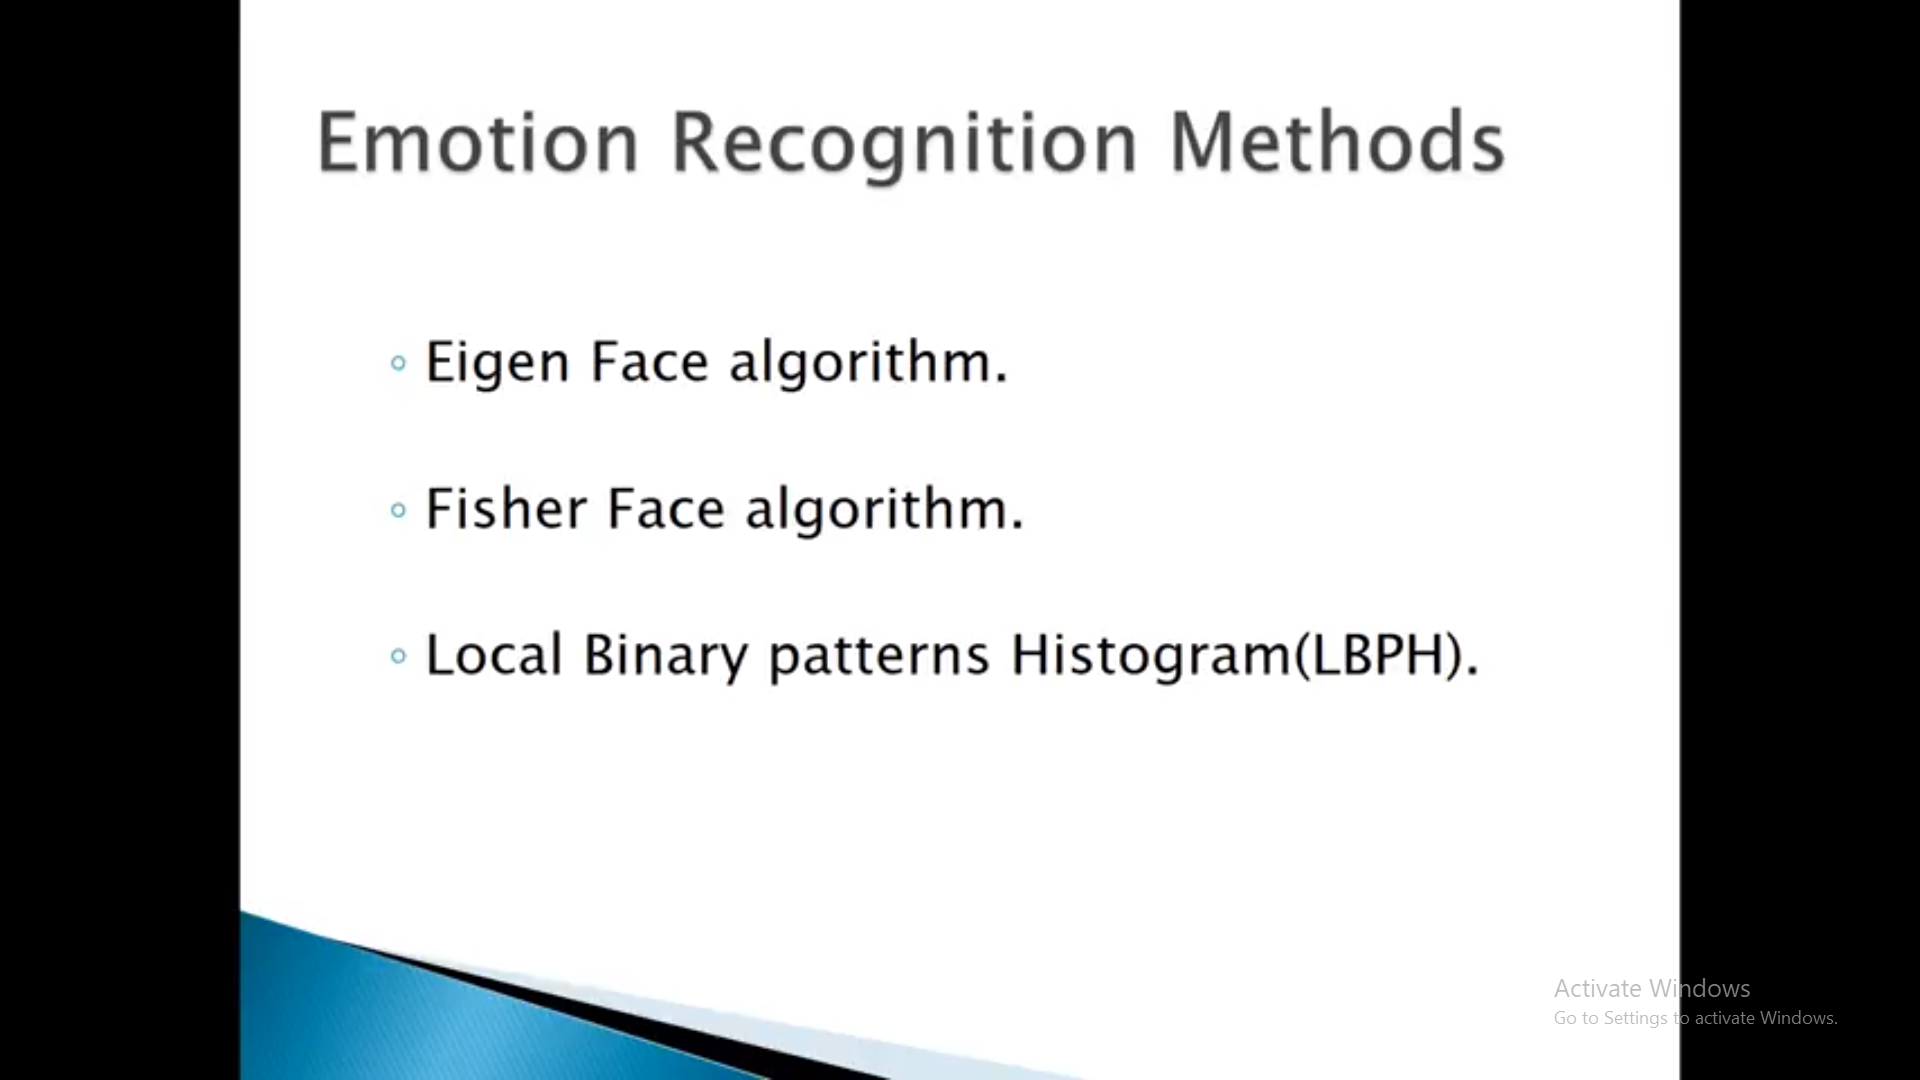 Emotion Recognition Methods
Eigen Face algorithm.
Fisher Face algorithm.
Local Binary patterns Histogram(LBPH).
Activate Windows
Go to Settings to activate Windows.